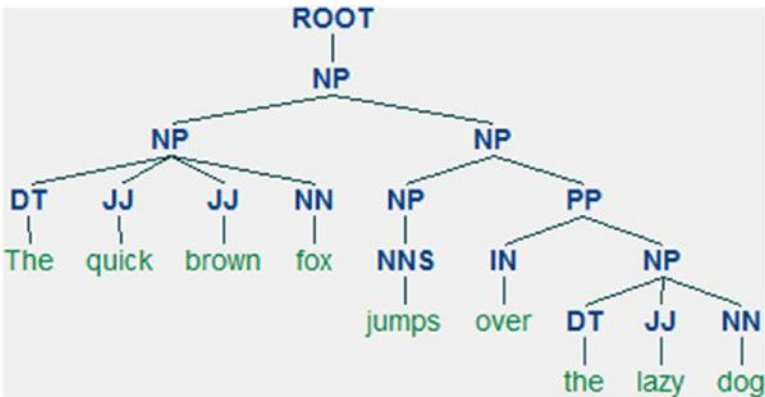 ROOT
NP
NP NP
DT JJ JJ NN NP PP
The quick brown fox NNS IN NP
jumps over DT JJ NN
the lazy dog